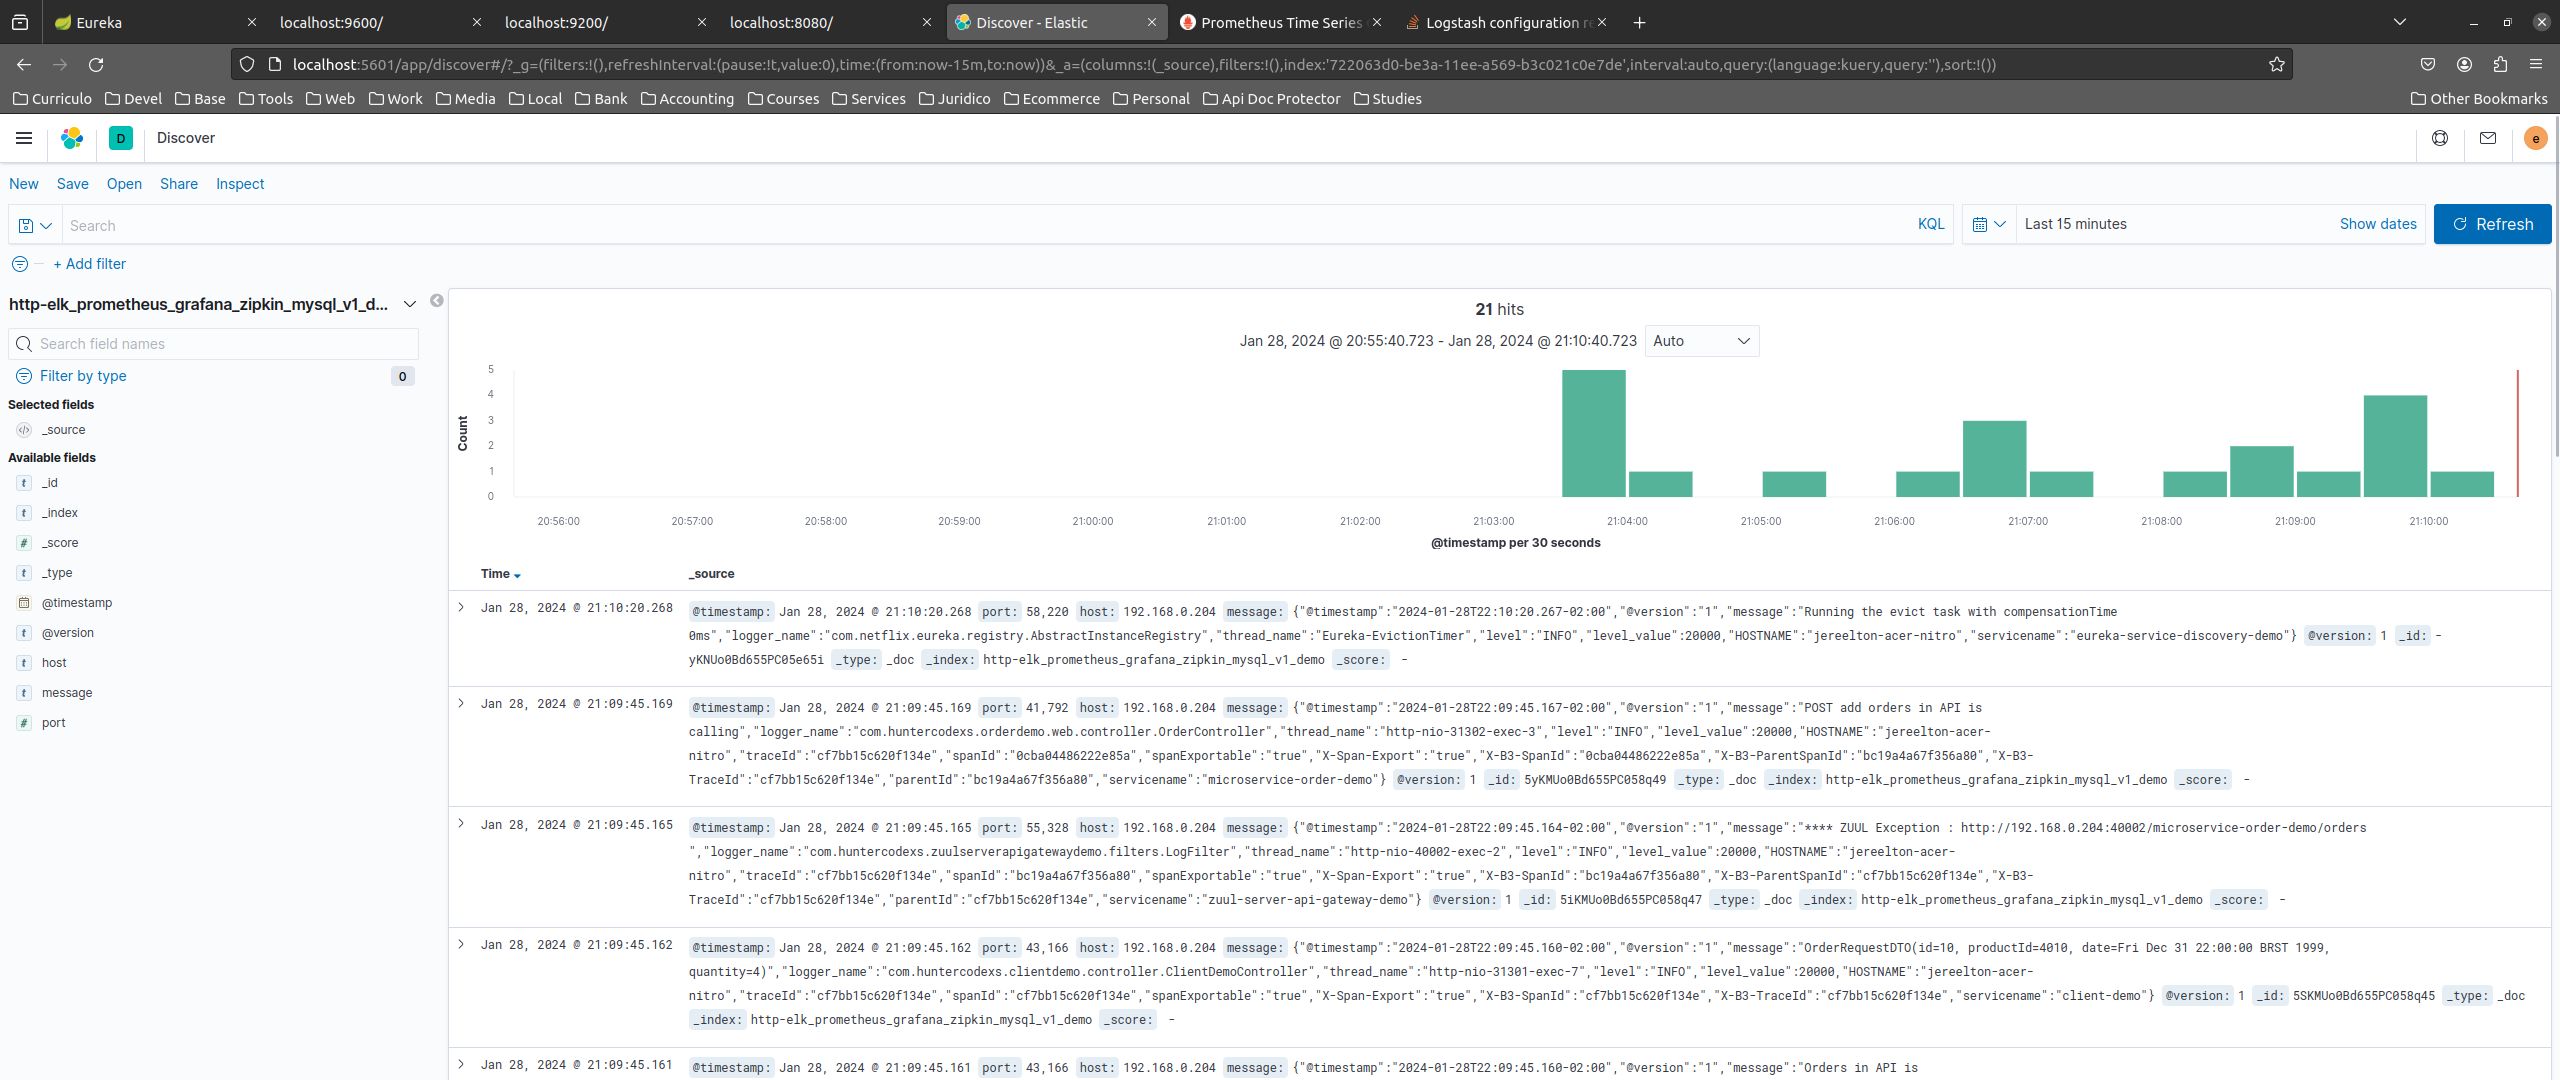 Eureka
localhost:9600/
localhost:9200/
localhost:8080/
Discover - Elastic
Prometheus Time Series
Logstash configuration
localhost:5601/app/discover#/?_g=(filters:!(),refreshInterval:(pause:!t,value:0),time:(from:now-15m,to:now))&_a=(columns:!(_source),filters:!(),index:'722063d0-be3a-11ee-a569-b3c021c0e7de',interval:auto,query:(language:kuery,query:''),sort:!())
Curriculo Devel Base Tools Web Work Media Local Bank Accounting Courses Services Juridico Ecommerce Personal Api Doc Protector Studies Other Bookmarks
D Discover e
New Save Open Share Inspect
Search KQL Last 15 minutes Show dates Refresh
+ Add filter
http-elk_prometheus_grafana_zipkin_mysql_v1_d...
Search field names
Filter by type 0
Selected fields
_source
Available fields
t _id
t _index
# _score
t _type
@timestamp
t @version
t host
t message
# port
21 hits
Jan 28, 2024 @ 20:55:40.723 - Jan 28, 2024 @ 21:10:40.723 Auto
Count
5
4
3
2
1
0
20:56:00 20:57:00 20:58:00 20:59:00 21:00:00 21:01:00 21:02:00 21:03:00 21:04:00 21:05:00 21:06:00 21:07:00 21:08:00 21:09:00 21:10:00
@timestamp per 30 seconds
Time _source
Jan 28, 2024 @ 21:10:20.268 @timestamp: Jan 28, 2024 @ 21:10:20.268 port: 58,220 host: 192.168.0.204 message: {"@timestamp":"2024-01-28T22:10:20.267-02:00","@version":"1","message":"Running the evict task with compensationTime
0ms","logger_name":"com.netflix.eureka.registry.AbstractInstanceRegistry","thread_name":"Eureka-EvictionTimer","level":"INFO","level_value":20000,"HOSTNAME":"jereelton-acer-nitro","servicename":"eureka-service-discovery-demo"} @version: 1 _id: -
yKNUo0Bd655PC05e65i _type: _doc _index: http-elk_prometheus_grafana_zipkin_mysql_v1_demo _score: -
Jan 28, 2024 @ 21:09:45.169 @timestamp: Jan 28, 2024 @ 21:09:45.169 port: 41,792 host: 192.168.0.204 message: {"@timestamp":"2024-01-28T22:09:45.167-02:00","@version":"1","message":"POST add orders in API is
calling","logger_name":"com.huntercodexs.orderdemo.web.controller.OrderController","thread_name":"http-nio-31302-exec-3","level":"INFO","level_value":20000,"HOSTNAME":"jereelton-acer-
nitro","traceId":"cf7bb15c620f134e","spanId":"0cba04486222e85a","spanExportable":"true","X-Span-Export":"true","X-B3-SpanId":"0cba04486222e85a","X-B3-ParentSpanId":"bc19a4a67f356a80","X-B3-
TraceId":"cf7bb15c620f134e","parentId":"bc19a4a67f356a80","servicename":"microservice-order-demo"} @version: 1 _id: 5yKMUo0Bd655PC058q49 _type: _doc _index: http-elk_prometheus_grafana_zipkin_mysql_v1_demo _score: -
Jan 28, 2024 @ 21:09:45.165 @timestamp: Jan 28, 2024 @ 21:09:45.165 port: 55,328 host: 192.168.0.204 message: {"@timestamp":"2024-01-28T22:09:45.164-02:00","@version":"1","message":"**** ZUUL Exception : http://192.168.0.204:40002/microservice-order-demo/orders
","logger_name":"com.huntercodexs.zuulserverapigatewaydemo.filters.LogFilter","thread_name":"http-nio-40002-exec-2","level":"INFO","level_value":20000,"HOSTNAME":"jereelton-acer-
nitro","traceId":"cf7bb15c620f134e","spanId":"bc19a4a67f356a80","spanExportable":"true","X-Span-Export":"true","X-B3-SpanId":"bc19a4a67f356a80","X-B3-ParentSpanId":"cf7bb15c620f134e","X-B3-
TraceId":"cf7bb15c620f134e","parentId":"cf7bb15c620f134e","servicename":"zuul-server-api-gateway-demo"} @version: 1 _id: 5iKMUo0Bd655PC058q47 _type: _doc _index: http-elk_prometheus_grafana_zipkin_mysql_v1_demo _score: -
Jan 28, 2024 @ 21:09:45.162 @timestamp: Jan 28, 2024 @ 21:09:45.162 port: 43,166 host: 192.168.0.204 message: {"@timestamp":"2024-01-28T22:09:45.160-02:00","@version":"1","message":"OrderRequestDTO(id=10, productId=4010, date=Fri Dec 31 22:00:00 BRST 1999,
quantity=4)","logger_name":"com.huntercodexs.clientdemo.controller.ClientDemoController","thread_name":"http-nio-31301-exec-7","level":"INFO","level_value":20000,"HOSTNAME":"jereelton-acer-
nitro","traceId":"cf7bb15c620f134e","spanId":"cf7bb15c620f134e","spanExportable":"true","X-Span-Export":"true","X-B3-SpanId":"cf7bb15c620f134e","X-B3-TraceId":"cf7bb15c620f134e","servicename":"client-demo"} @version: 1 _id: 5SKMUo0Bd655PC058q45 _type: _doc
_index: http-elk_prometheus_grafana_zipkin_mysql_v1_demo _score: -
Jan 28, 2024 @ 21:09:45.161 @timestamp: Jan 28, 2024 @ 21:09:45.161 port: 43,166 host: 192.168.0.204 message: {"@timestamp":"2024-01-28T22:09:45.160-02:00","@version":"1","message":"Orders in API is